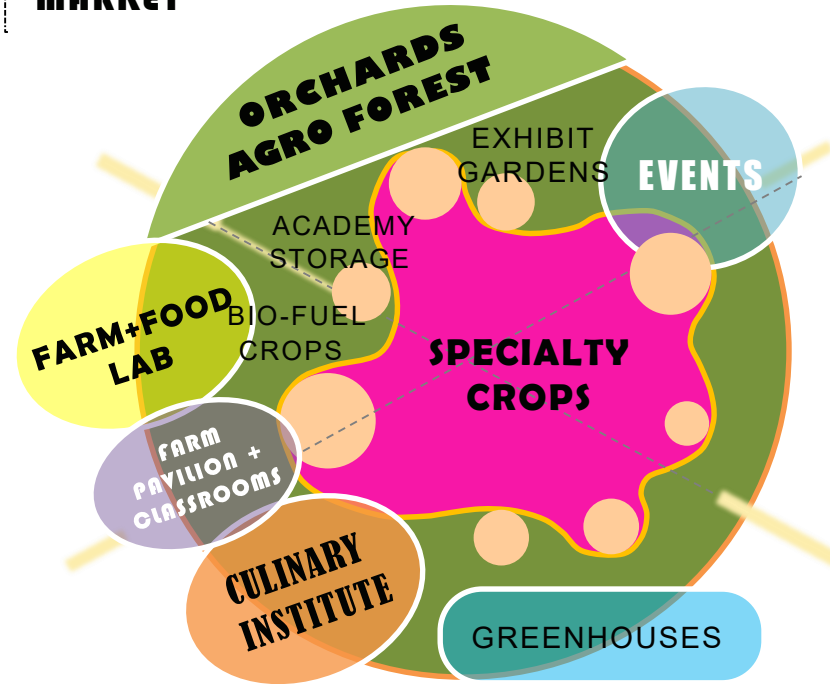 MARKET
ORCHARDS
AGRO FOREST
EXHIBIT
GARDENS
EVENTS
ACADEMY
STORAGE
BIO-FUEL
CROPS
FARM+FOOD
LAB
SPECIALTY
CROPS
FARM
PAVILION +
CLASSROOMS
CULINARY
INSTITUTE
GREENHOUSES